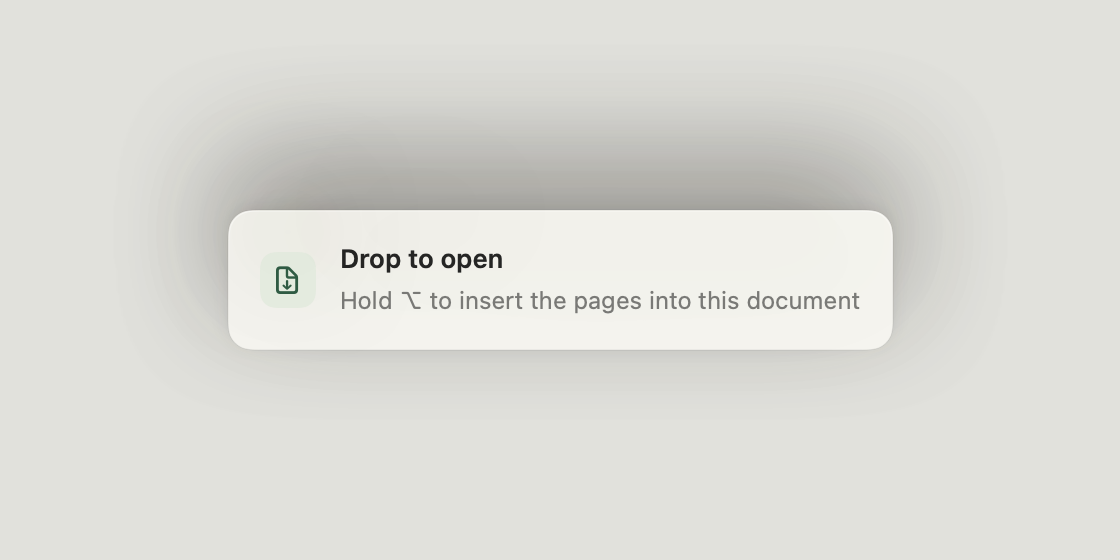 Drop to open
Hold ⌥ to insert the pages into this document